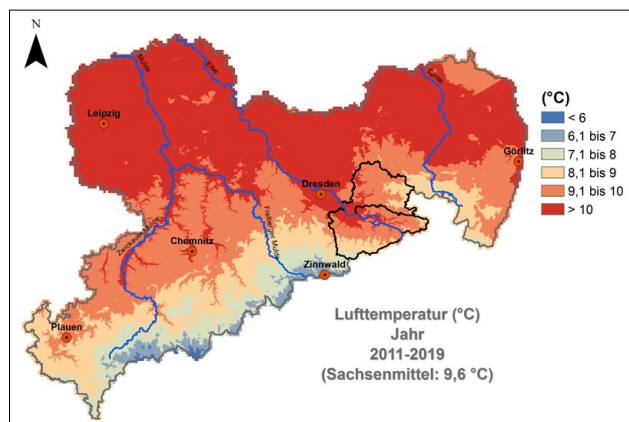 N
Mulde
Elbe
Spree
Leipzig
Görlitz
Dresden
Freiberger Mulde
Zwickauer Mulde
Chemnitz
Zinnwald
Plauen
(°C)
< 6
6,1 bis 7
7,1 bis 8
8,1 bis 9
9,1 bis 10
> 10
Lufttemperatur (°C)
Jahr
2011-2019
(Sachsenmittel: 9,6 °C)